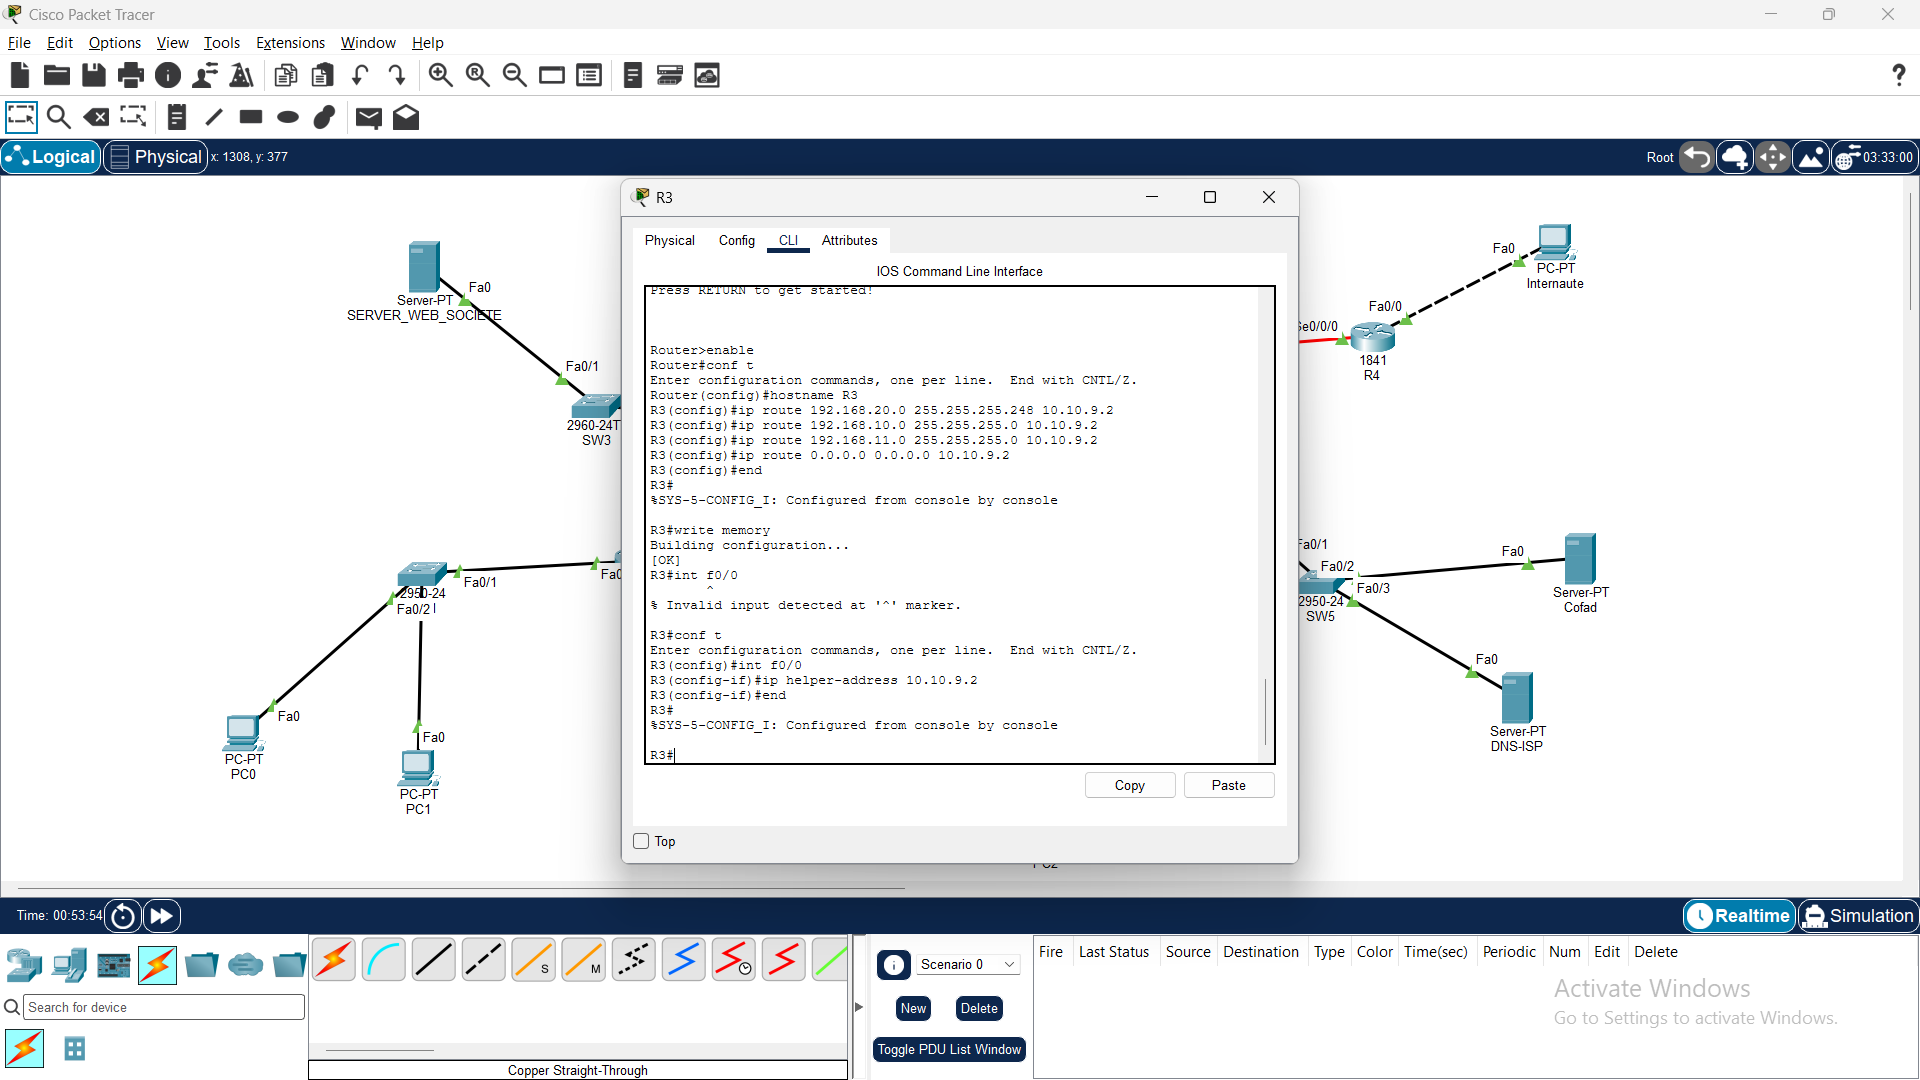 Cisco Packet Tracer
File Edit Options View Tools Extensions Window Help
Logical Physical x: 1308, y: 377
Root 03:33:00
R3
Physical Config CLI Attributes
IOS Command Line Interface
Press RETURN to get started!
Router>enable
Router#conf t
Enter configuration commands, one per line.  End with CNTL/Z.
Router(config)#hostname R3
R3(config)#ip route 192.168.20.0 255.255.255.248 10.10.9.2
R3(config)#ip route 192.168.10.0 255.255.255.0 10.10.9.2
R3(config)#ip route 192.168.11.0 255.255.255.0 10.10.9.2
R3(config)#ip route 0.0.0.0 0.0.0.0 10.10.9.2
R3(config)#end
R3#
%SYS-5-CONFIG_I: Configured from console by console
R3#write memory
Building configuration...
[OK]
R3#int f0/0
^
% Invalid input detected at '^' marker.
R3#conf t
Enter configuration commands, one per line.  End with CNTL/Z.
R3(config)#int f0/0
R3(config-if)#ip helper-address 10.10.9.2
R3(config-if)#end
R3#
%SYS-5-CONFIG_I: Configured from console by console
R3#
Copy Paste
Top
Fa0
Server-PT
SERVER_WEB_SOCIETE
Fa0/1
2960-24T
SW3
Fa0/1
2950-24
Fa0/2
Fa0
PC-PT
PC0
Fa0
PC-PT
PC1
Fa0
PC-PT
Internaute
Fa0/0
Se0/0/0
1841
R4
Fa0/1
Fa0/2
Fa0/3
2950-24
SW5
Fa0
Server-PT
Cofad
Fa0
Server-PT
DNS-ISP
PC2
Time: 00:53:54
Realtime Simulation
Search for device
S
M
Copper Straight-Through
Scenario 0
New Delete
Toggle PDU List Window
Fire Last Status Source Destination Type Color Time(sec) Periodic Num Edit Delete
Activate Windows
Go to Settings to activate Windows.